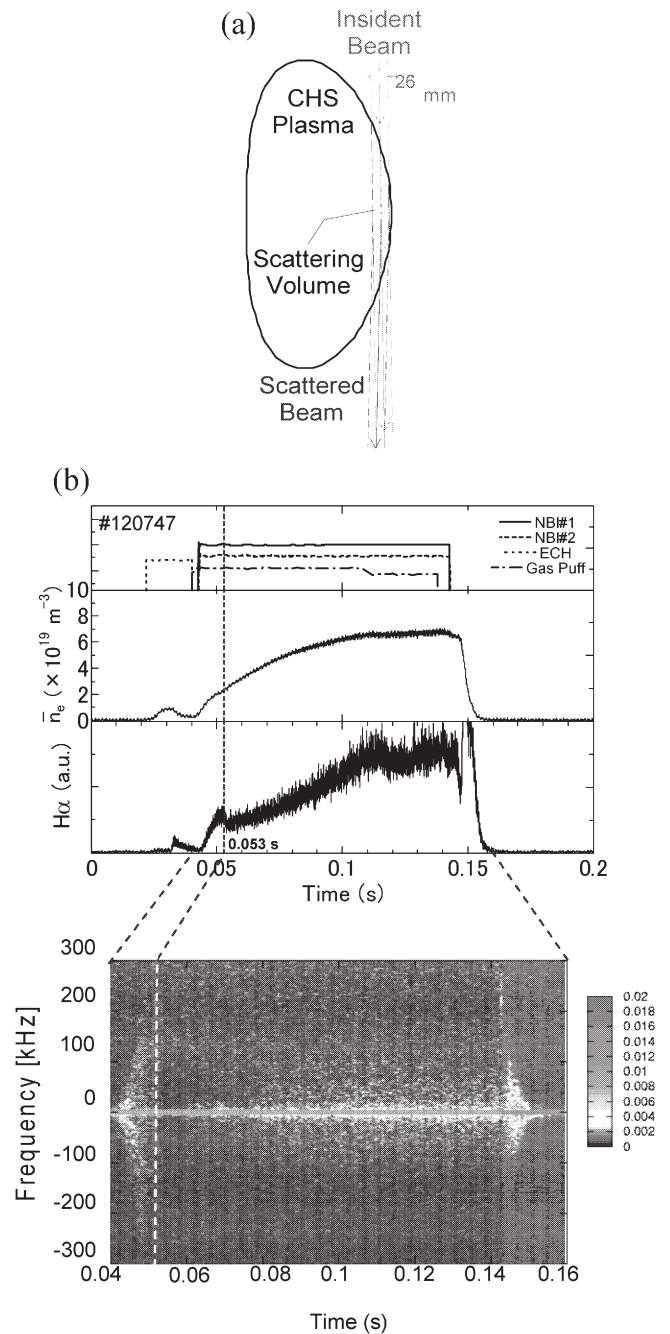 (a)
Insident
Beam
26
mm
CHS
Plasma
Scattering
Volume
Scattered
Beam
(b)
#120747
NBI#1
NBI#2
ECH
Gas Puff
10
8
6
4
2
0
n̅e (×10^19 m^-3)
Hα (a.u.)
0.053 s
0 0.05 0.1 0.15 0.2
Time (s)
300
200
100
0
-100
-200
-300
Frequency [kHz]
0.02
0.018
0.016
0.014
0.012
0.01
0.008
0.006
0.004
0.002
0
0.04 0.06 0.08 0.1 0.12 0.14 0.16
Time (s)